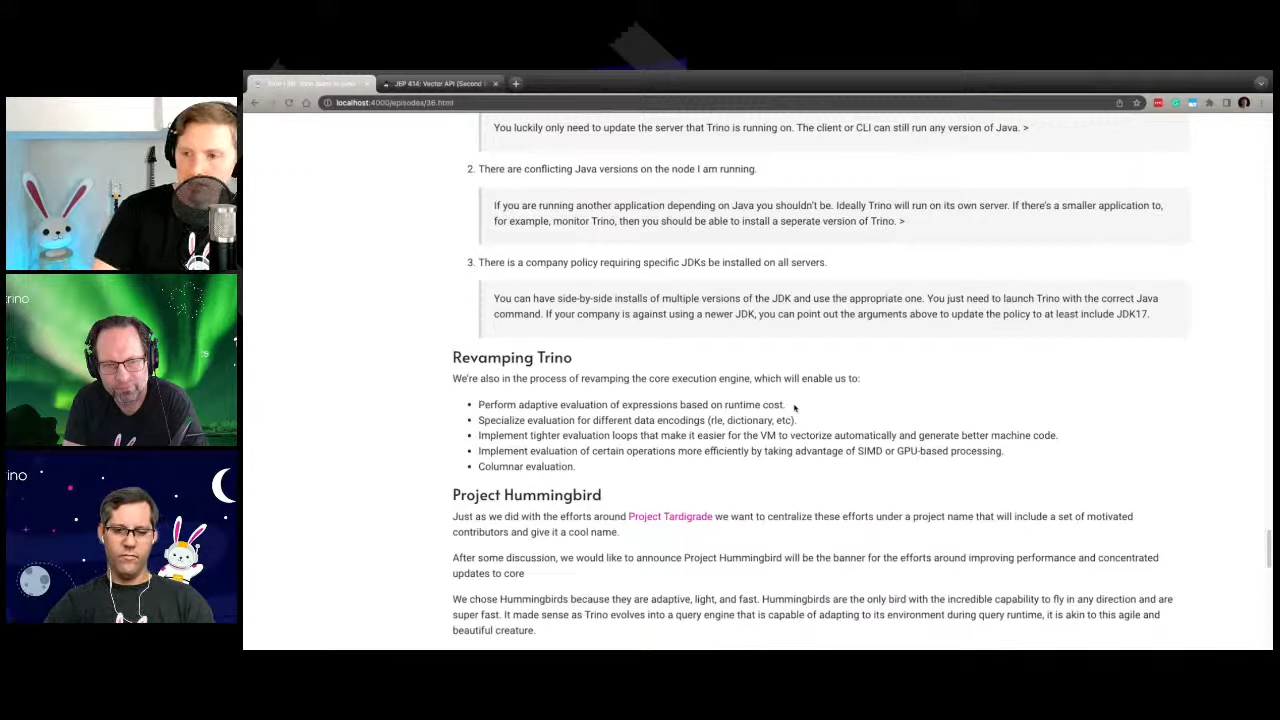 JEP 414: Vector API (Second
localhost:4000/episodes/36.html
You luckily only need to update the server that Trino is running on. The client or CLI can still run any version of Java. >
2. There are conflicting Java versions on the node I am running.
If you are running another application depending on Java you shouldn't be. Ideally Trino will run on its own server. If there's a smaller application to,
for example, monitor Trino, then you should be able to install a seperate version of Trino. >
3. There is a company policy requiring specific JDKs be installed on all servers.
You can have side-by-side installs of multiple versions of the JDK and use the appropriate one. You just need to launch Trino with the correct Java
command. If your company is against using a newer JDK, you can point out the arguments above to update the policy to at least include JDK17.
Revamping Trino
We're also in the process of revamping the core execution engine, which will enable us to:
• Perform adaptive evaluation of expressions based on runtime cost.
• Specialize evaluation for different data encodings (rle, dictionary, etc).
• Implement tighter evaluation loops that make it easier for the VM to vectorize automatically and generate better machine code.
• Implement evaluation of certain operations more efficiently by taking advantage of SIMD or GPU-based processing.
• Columnar evaluation.
Project Hummingbird
Just as we did with the efforts around Project Tardigrade we want to centralize these efforts under a project name that will include a set of motivated
contributors and give it a cool name.
After some discussion, we would like to announce Project Hummingbird will be the banner for the efforts around improving performance and concentrated
updates to core
We chose Hummingbirds because they are adaptive, light, and fast. Hummingbirds are the only bird with the incredible capability to fly in any direction and are
super fast. It made sense as Trino evolves into a query engine that is capable of adapting to its environment during query runtime, it is akin to this agile and
beautiful creature.
rino
ino